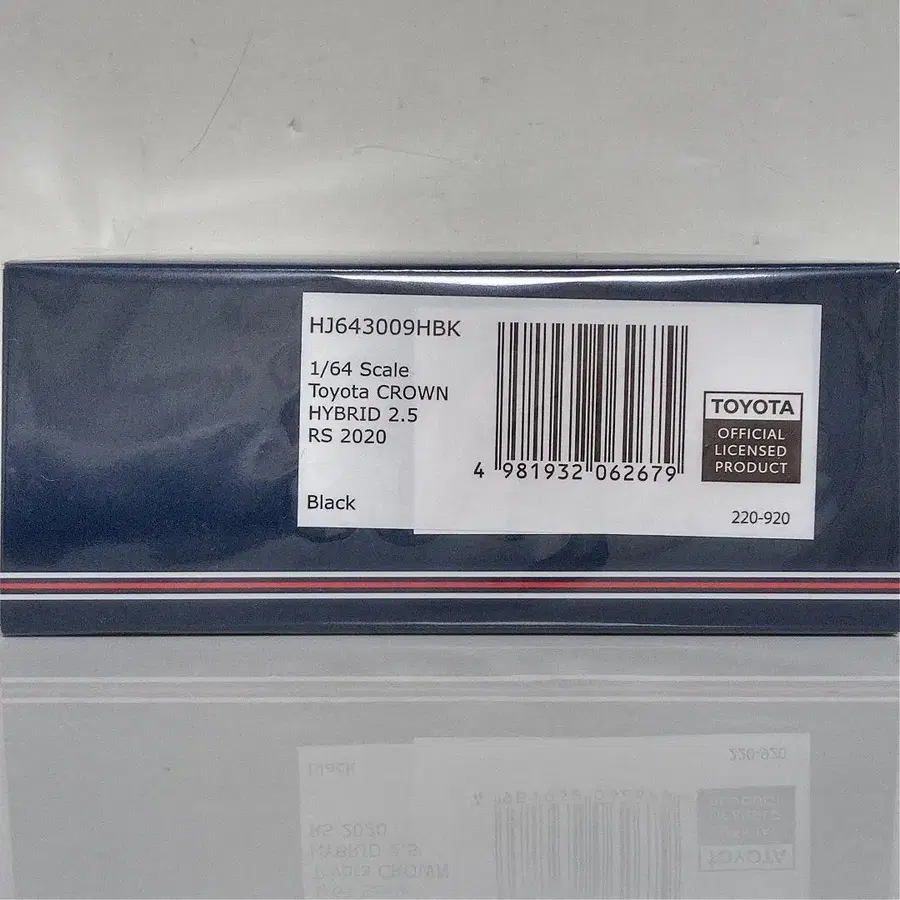 HJ643009HBK
1/64 Scale
Toyota CROWN
HYBRID 2.5
RS 2020
Black
4 981932 062679
TOYOTA
OFFICIAL
LICENSED
PRODUCT
220-920